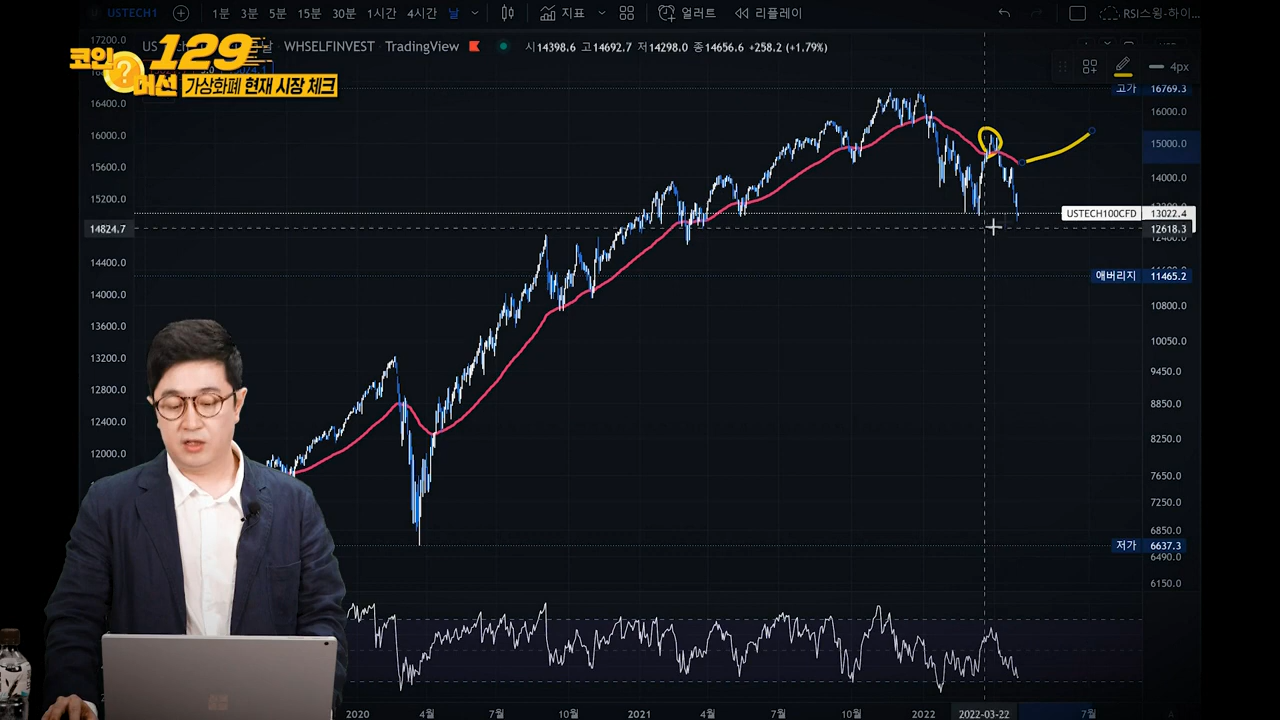 USTECH1 1분 3분 5분 15분 30분 1시간 4시간 날 지표 얼러트 리플레이 RSI스윙-하이...
WHSELFINVEST TradingView 시14398.6 고14692.7 저14298.0 종14656.6 +258.2 (+1.79%)
코인 ? 머선 129
가상화폐 현재 시장 체크
4px
17200.0
16400.0
16000.0
15600.0
15200.0
14824.7
14400.0
14000.0
13600.0
13200.0
12800.0
12400.0
12000.0
고가 16769.3
16000.0
15000.0
14000.0
USTECH100CFD 13022.4
12618.3
12400.0
애버리지 11465.2
10800.0
10050.0
9450.0
8850.0
8250.0
7650.0
7250.0
6850.0
저가 6637.3
6490.0
6150.0
2020 4월 7월 10월 2021 4월 7월 10월 2022 2022-03-22 7월